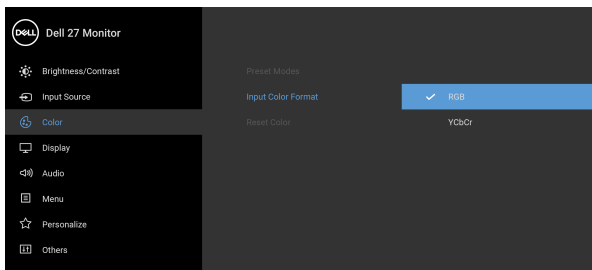 DELL Dell 27 Monitor
Brightness/Contrast
Preset Modes
Input Source
Input Color Format
RGB
Color
Reset Color
YCbCr
Display
Audio
Menu
Personalize
Others